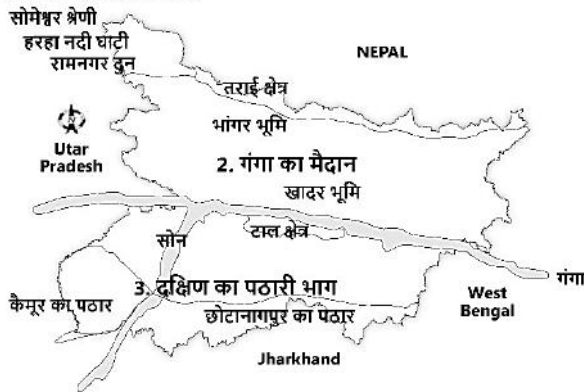 सोमेश्वर श्रेणी
हरहा नदी घाटी
रामनगर दुन
NEPAL
तराई क्षेत्र
भांगर भूमि
N
Utar
Pradesh
2. गंगा का मैदान
खादर भूमि
सोन
टाल क्षेत्र
3. दक्षिण का पठारी भाग
गंगा
कैमूर का पठार
छोटानागपुर का पठार
West
Bengal
Jharkhand